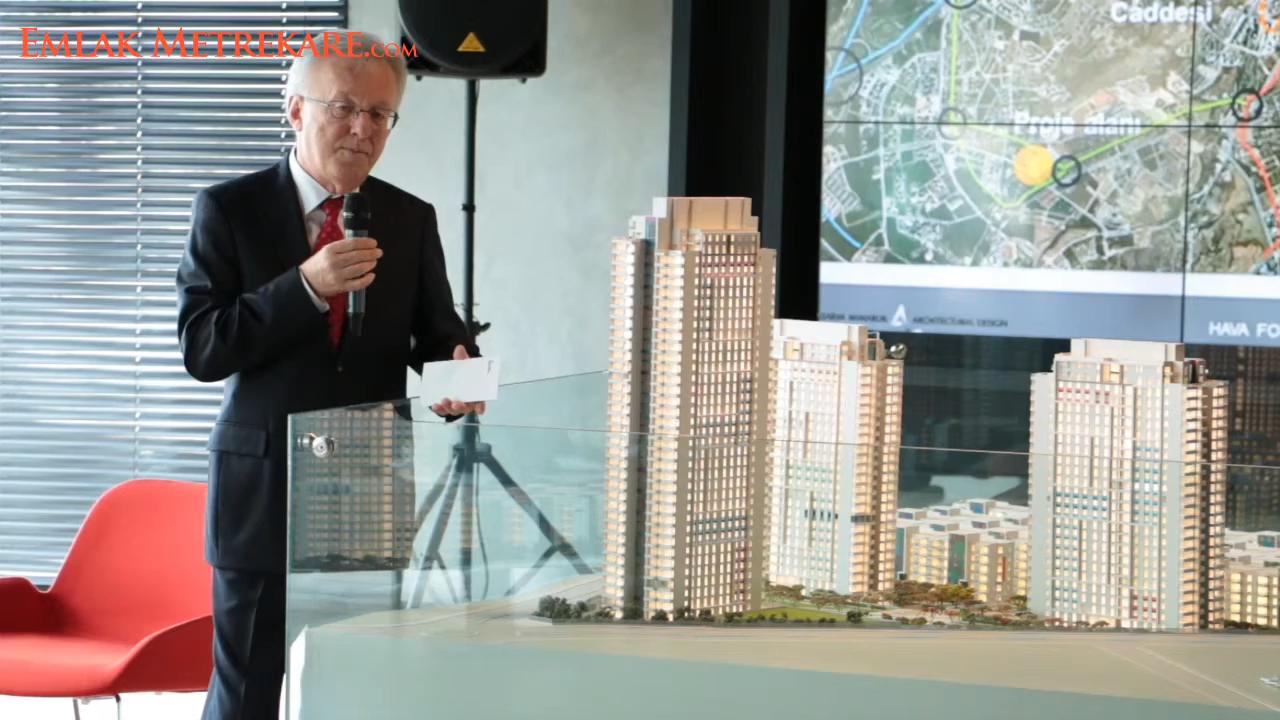 EMLAK METREKARE.COM
Caddesi
Proje alanı
ARCHITECTURAL DESIGN
HAVA FO